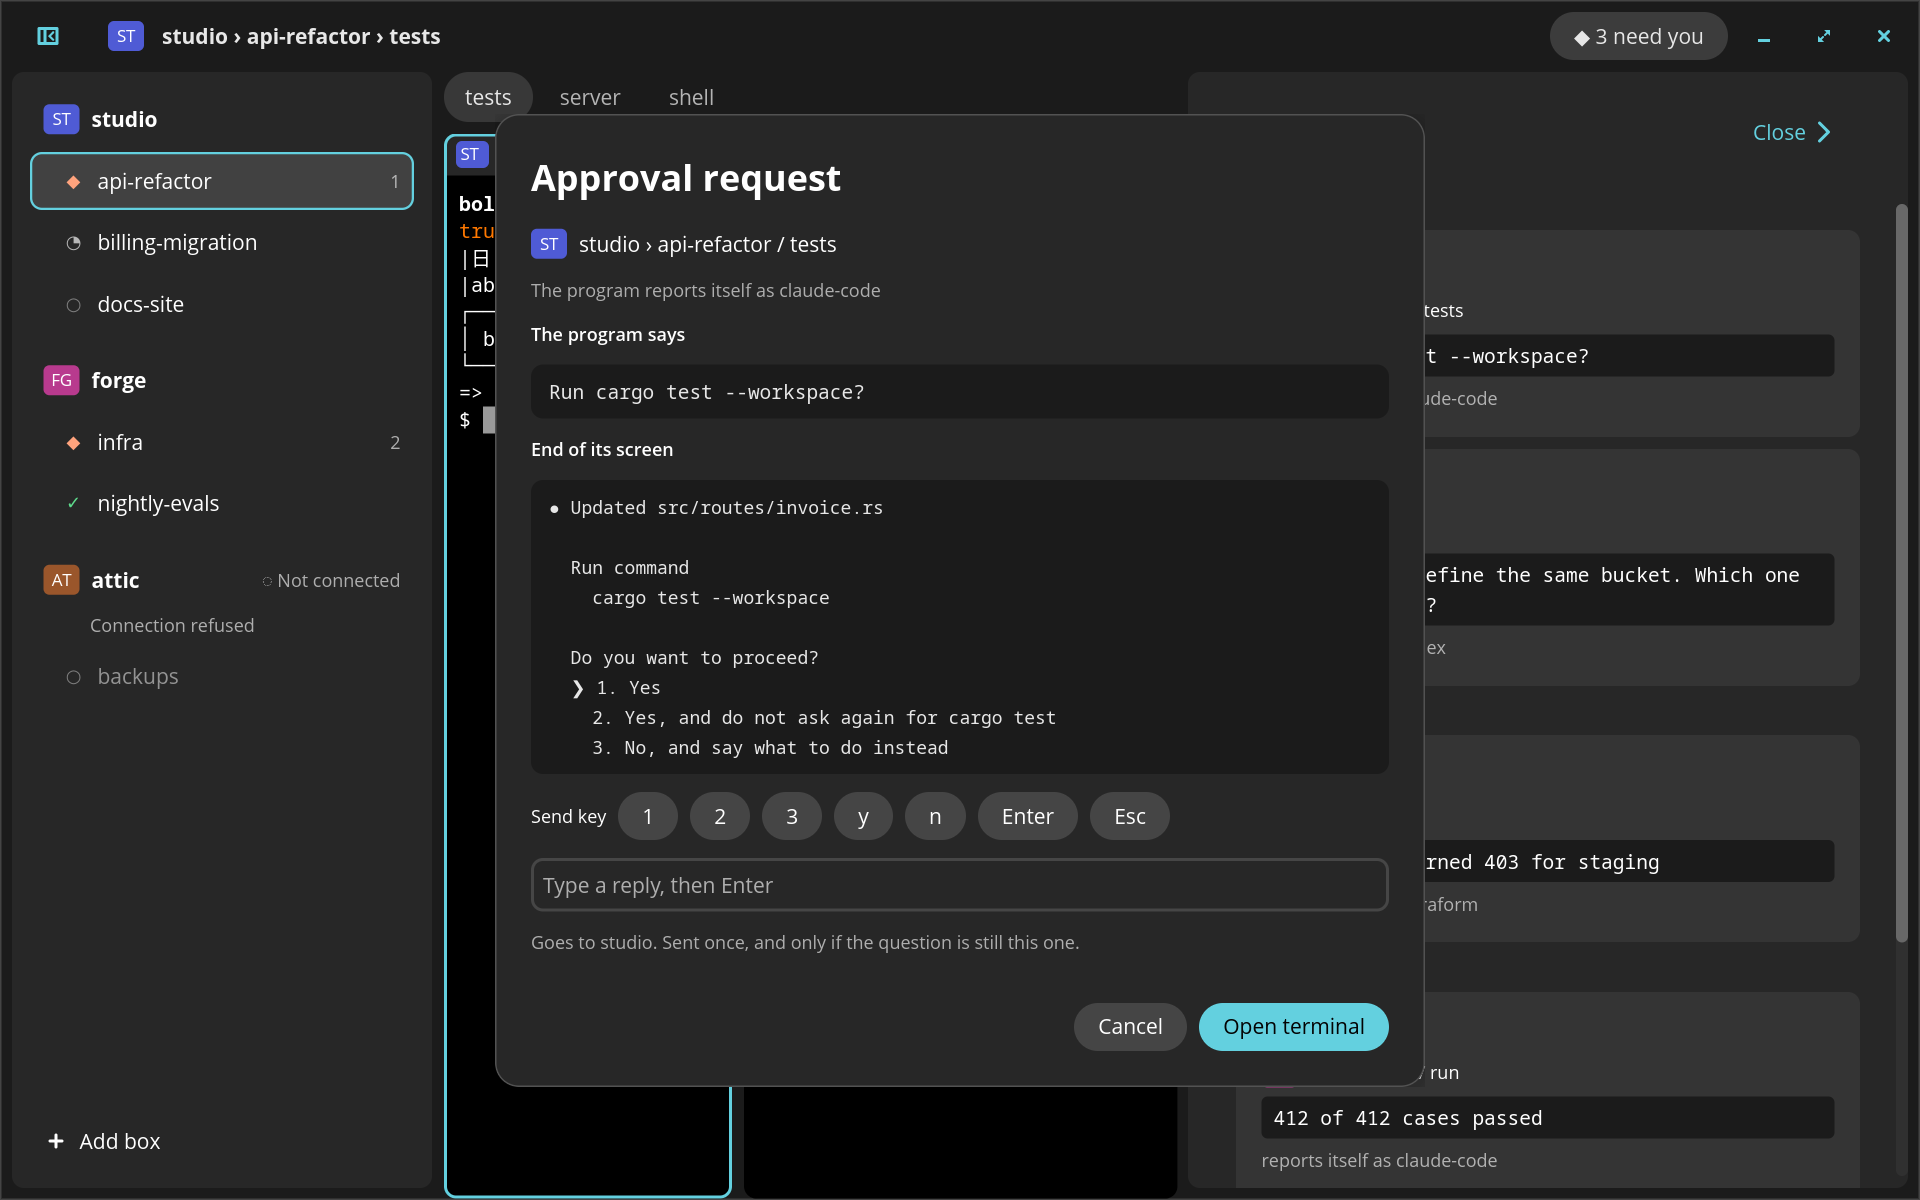 ST studio › api-refactor › tests
◆ 3 need you
ST studio
◆ api-refactor 1
billing-migration
docs-site
FG forge
◆ infra 2
✓ nightly-evals
AT attic Not connected
Connection refused
backups
+ Add box
tests server shell
ST
bol
tru
|日
|ab
b
=>
$
Approval request
ST studio › api-refactor / tests
The program reports itself as claude-code
The program says
Run cargo test --workspace?
End of its screen
● Updated src/routes/invoice.rs
Run command
cargo test --workspace
Do you want to proceed?
❯ 1. Yes
2. Yes, and do not ask again for cargo test
3. No, and say what to do instead
Send key 1 2 3 y n Enter Esc
Type a reply, then Enter
Goes to studio. Sent once, and only if the question is still this one.
Cancel Open terminal
Close
tests
t --workspace?
ude-code
efine the same bucket. Which one
?
ex
rned 403 for staging
raform
run
412 of 412 cases passed
reports itself as claude-code